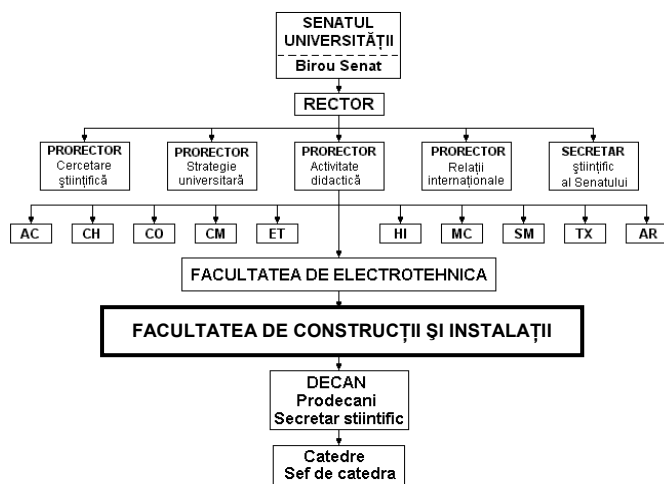 SENATUL
UNIVERSITĂȚII
Birou Senat
RECTOR
PRORECTOR
Cercetare
științifică
PRORECTOR
Strategie
universitară
PRORECTOR
Activitate
didactică
PRORECTOR
Relații
internaționale
SECRETAR
științific
al Senatului
AC
CH
CO
CM
ET
HI
MC
SM
TX
AR
FACULTATEA DE ELECTROTEHNICA
FACULTATEA DE CONSTRUCȚII ŞI INSTALAȚII
DECAN
Prodecani
Secretar stiintific
Catedre
Sef de catedra